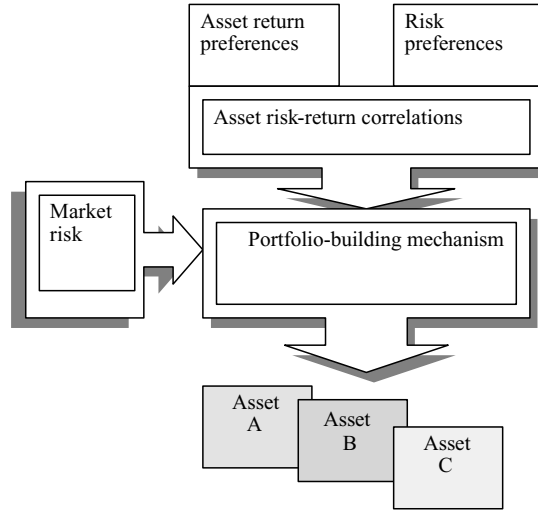 Asset return
preferences
Risk
preferences
Asset risk-return correlations
Market
risk
Portfolio-building mechanism
Asset
A
Asset
B
Asset
C